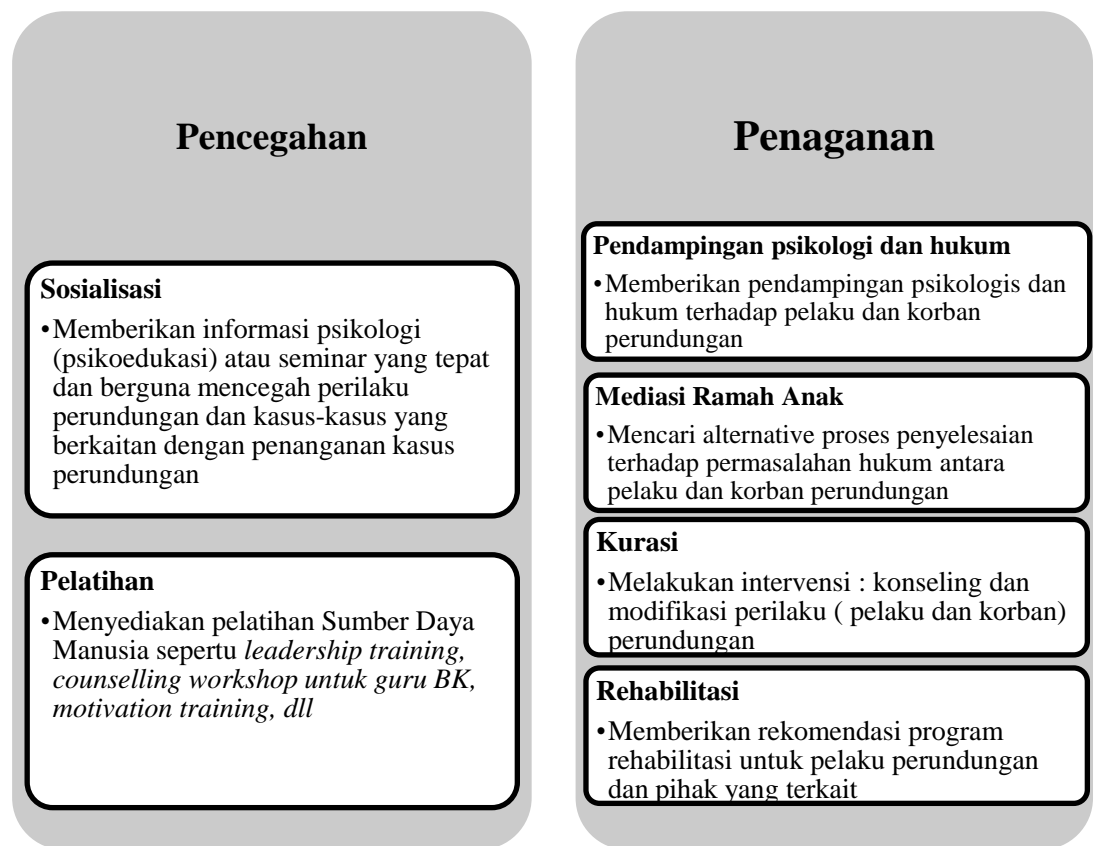 Pencegahan
Sosialisasi
•Memberikan informasi psikologi
(psikoedukasi) atau seminar yang tepat
dan berguna mencegah perilaku
perundungan dan kasus-kasus yang
berkaitan dengan penanganan kasus
perundungan
Pelatihan
•Menyediakan pelatihan Sumber Daya
Manusia sepertu leadership training,
counselling workshop untuk guru BK,
motivation training, dll
Penaganan
Pendampingan psikologi dan hukum
•Memberikan pendampingan psikologis dan
hukum terhadap pelaku dan korban
perundungan
Mediasi Ramah Anak
•Mencari alternative proses penyelesaian
terhadap permasalahan hukum antara
pelaku dan korban perundungan
Kurasi
•Melakukan intervensi : konseling dan
modifikasi perilaku ( pelaku dan korban)
perundungan
Rehabilitasi
•Memberikan rekomendasi program
rehabilitasi untuk pelaku perundungan
dan pihak yang terkait